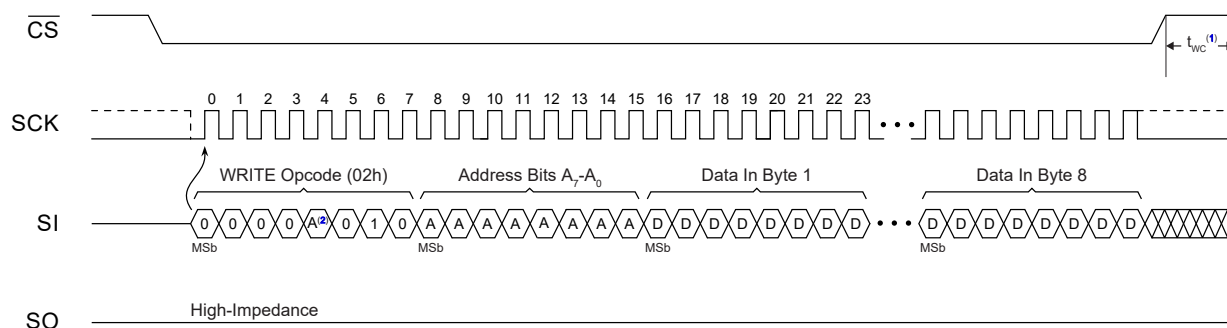 CS
t_WC(1)
SCK
0 1 2 3 4 5 6 7 8 9 10 11 12 13 14 15 16 17 18 19 20 21 22 23
WRITE Opcode (02h) Address Bits A7-A0 Data In Byte 1 Data In Byte 8
SI
0 0 0 0 A(2) 0 1 0 A A A A A A A A D D D D D D D D D D D D D D D D
MSb MSb MSb MSb
High-Impedance
SO